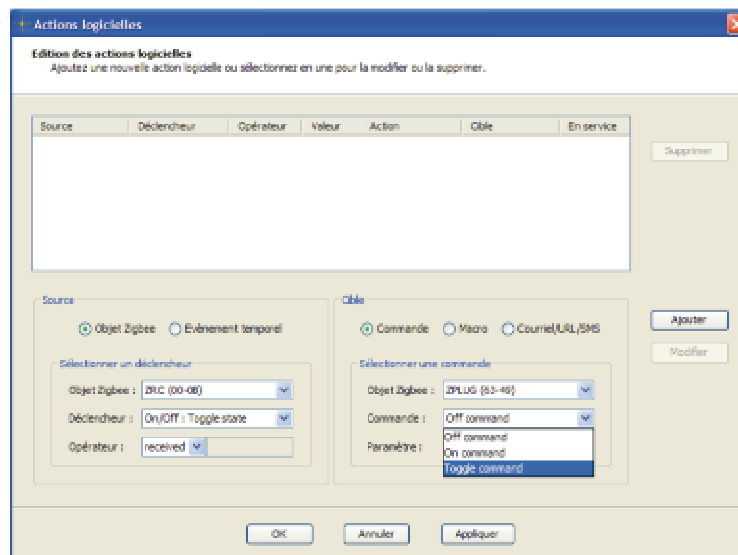 Actions logicielles
Edition des actions logicielles
Ajoutez une nouvelle action logicielle ou sélectionnez en une pour la modifier ou la supprimer.
Source Déclencheur Opérateur Valeur Action Cible En service
Supprimer
Source
Objet Zigbee Evènement temporel
Sélectionner un déclencheur
Objet Zigbee : ZRC (00-08)
Déclencheur : On/Off : Toggle state
Opérateur : received
Cible
Commande Macro Courriel/URL/SMS
Sélectionner une commande
Objet Zigbee : ZPLUG (53-49)
Commande : Off command
Off command
On command
Toggle command
Paramètre :
Ajouter
Modifier
OK Annuler Appliquer